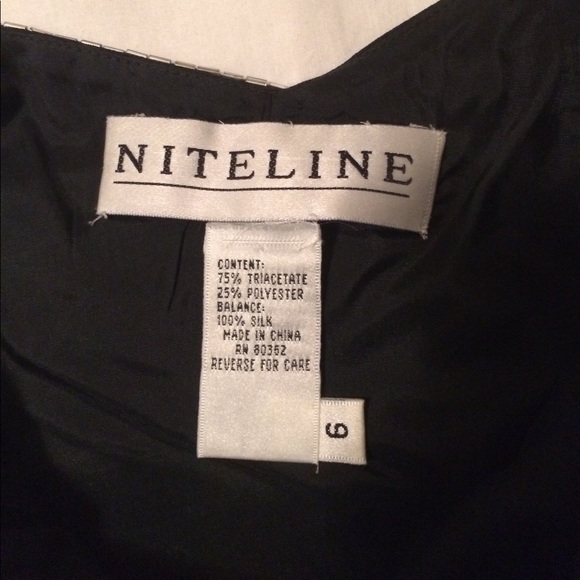 NITELINE
CONTENT:
75% TRIACETATE
25% POLYESTER
BALANCE:
100% SILK
MADE IN CHINA
RN 80352
REVERSE FOR CARE
6